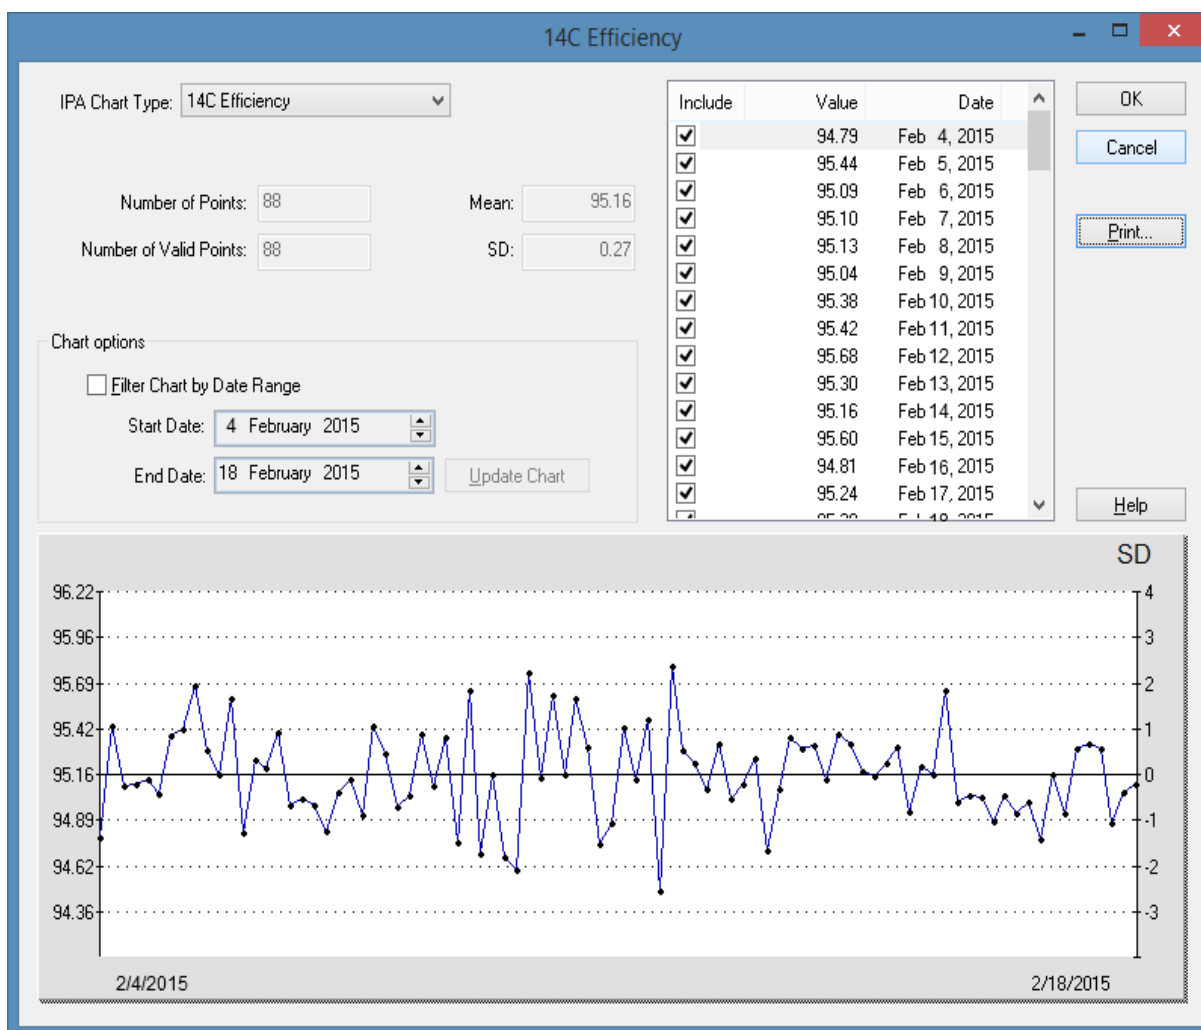 14C Efficiency
IPA Chart Type: 14C Efficiency
Number of Points: 88
Mean: 95.16
Number of Valid Points: 88
SD: 0.27
Chart options
Filter Chart by Date Range
Start Date: 4 February 2015
End Date: 18 February 2015
Update Chart
Include Value Date
94.79 Feb 4, 2015
95.44 Feb 5, 2015
95.09 Feb 6, 2015
95.10 Feb 7, 2015
95.13 Feb 8, 2015
95.04 Feb 9, 2015
95.38 Feb 10, 2015
95.42 Feb 11, 2015
95.68 Feb 12, 2015
95.30 Feb 13, 2015
95.16 Feb 14, 2015
95.60 Feb 15, 2015
94.81 Feb 16, 2015
95.24 Feb 17, 2015
OK
Cancel
Print...
Help
SD
96.22 4
95.96 3
95.69 2
95.42 1
95.16 0
94.89 -1
94.62 -2
94.36 -3
2/4/2015 2/18/2015